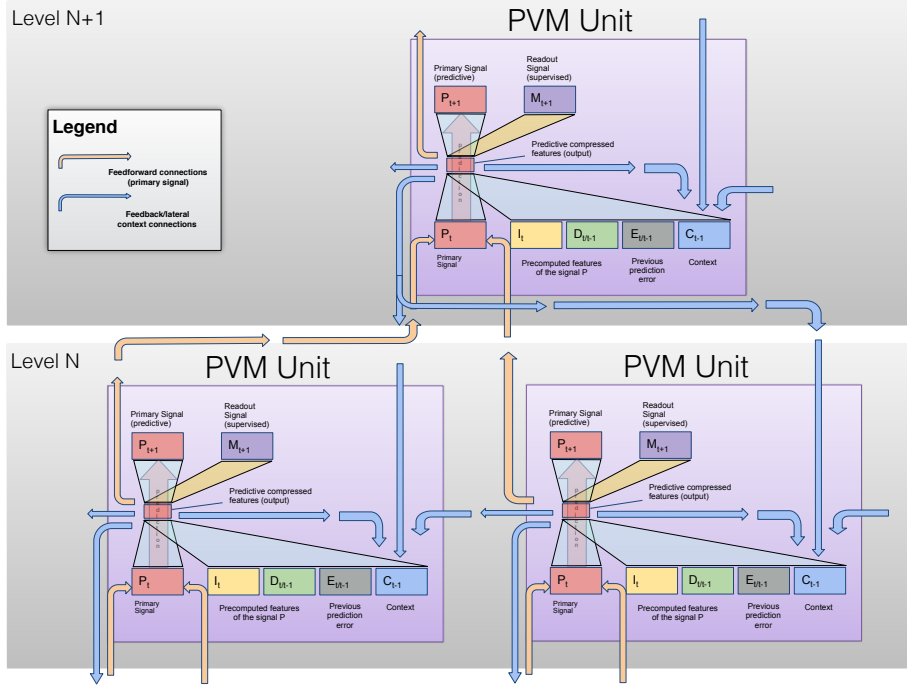 Level N+1
PVM Unit
Primary Signal
(predictive)
Readout
Signal
(supervised)
P t+1
M t+1
Legend
Feedforward connections
(primary signal)
Feedback/lateral
context connections
Prediction
Predictive compressed
features (output)
P t
I t
D t/t-1
E t/t-1
C t-1
Primary
Signal
Precomputed features
of the signal P
Previous
prediction
error
Context
Level N
PVM Unit
Primary Signal
(predictive)
Readout
Signal
(supervised)
P t+1
M t+1
Prediction
Predictive compressed
features (output)
P t
I t
D t/t-1
E t/t-1
C t-1
Primary
Signal
Precomputed features
of the signal P
Previous
prediction
error
Context
PVM Unit
Primary Signal
(predictive)
Readout
Signal
(supervised)
P t+1
M t+1
Prediction
Predictive compressed
features (output)
P t
I t
D t/t-1
E t/t-1
C t-1
Primary
Signal
Precomputed features
of the signal P
Previous
prediction
error
Context